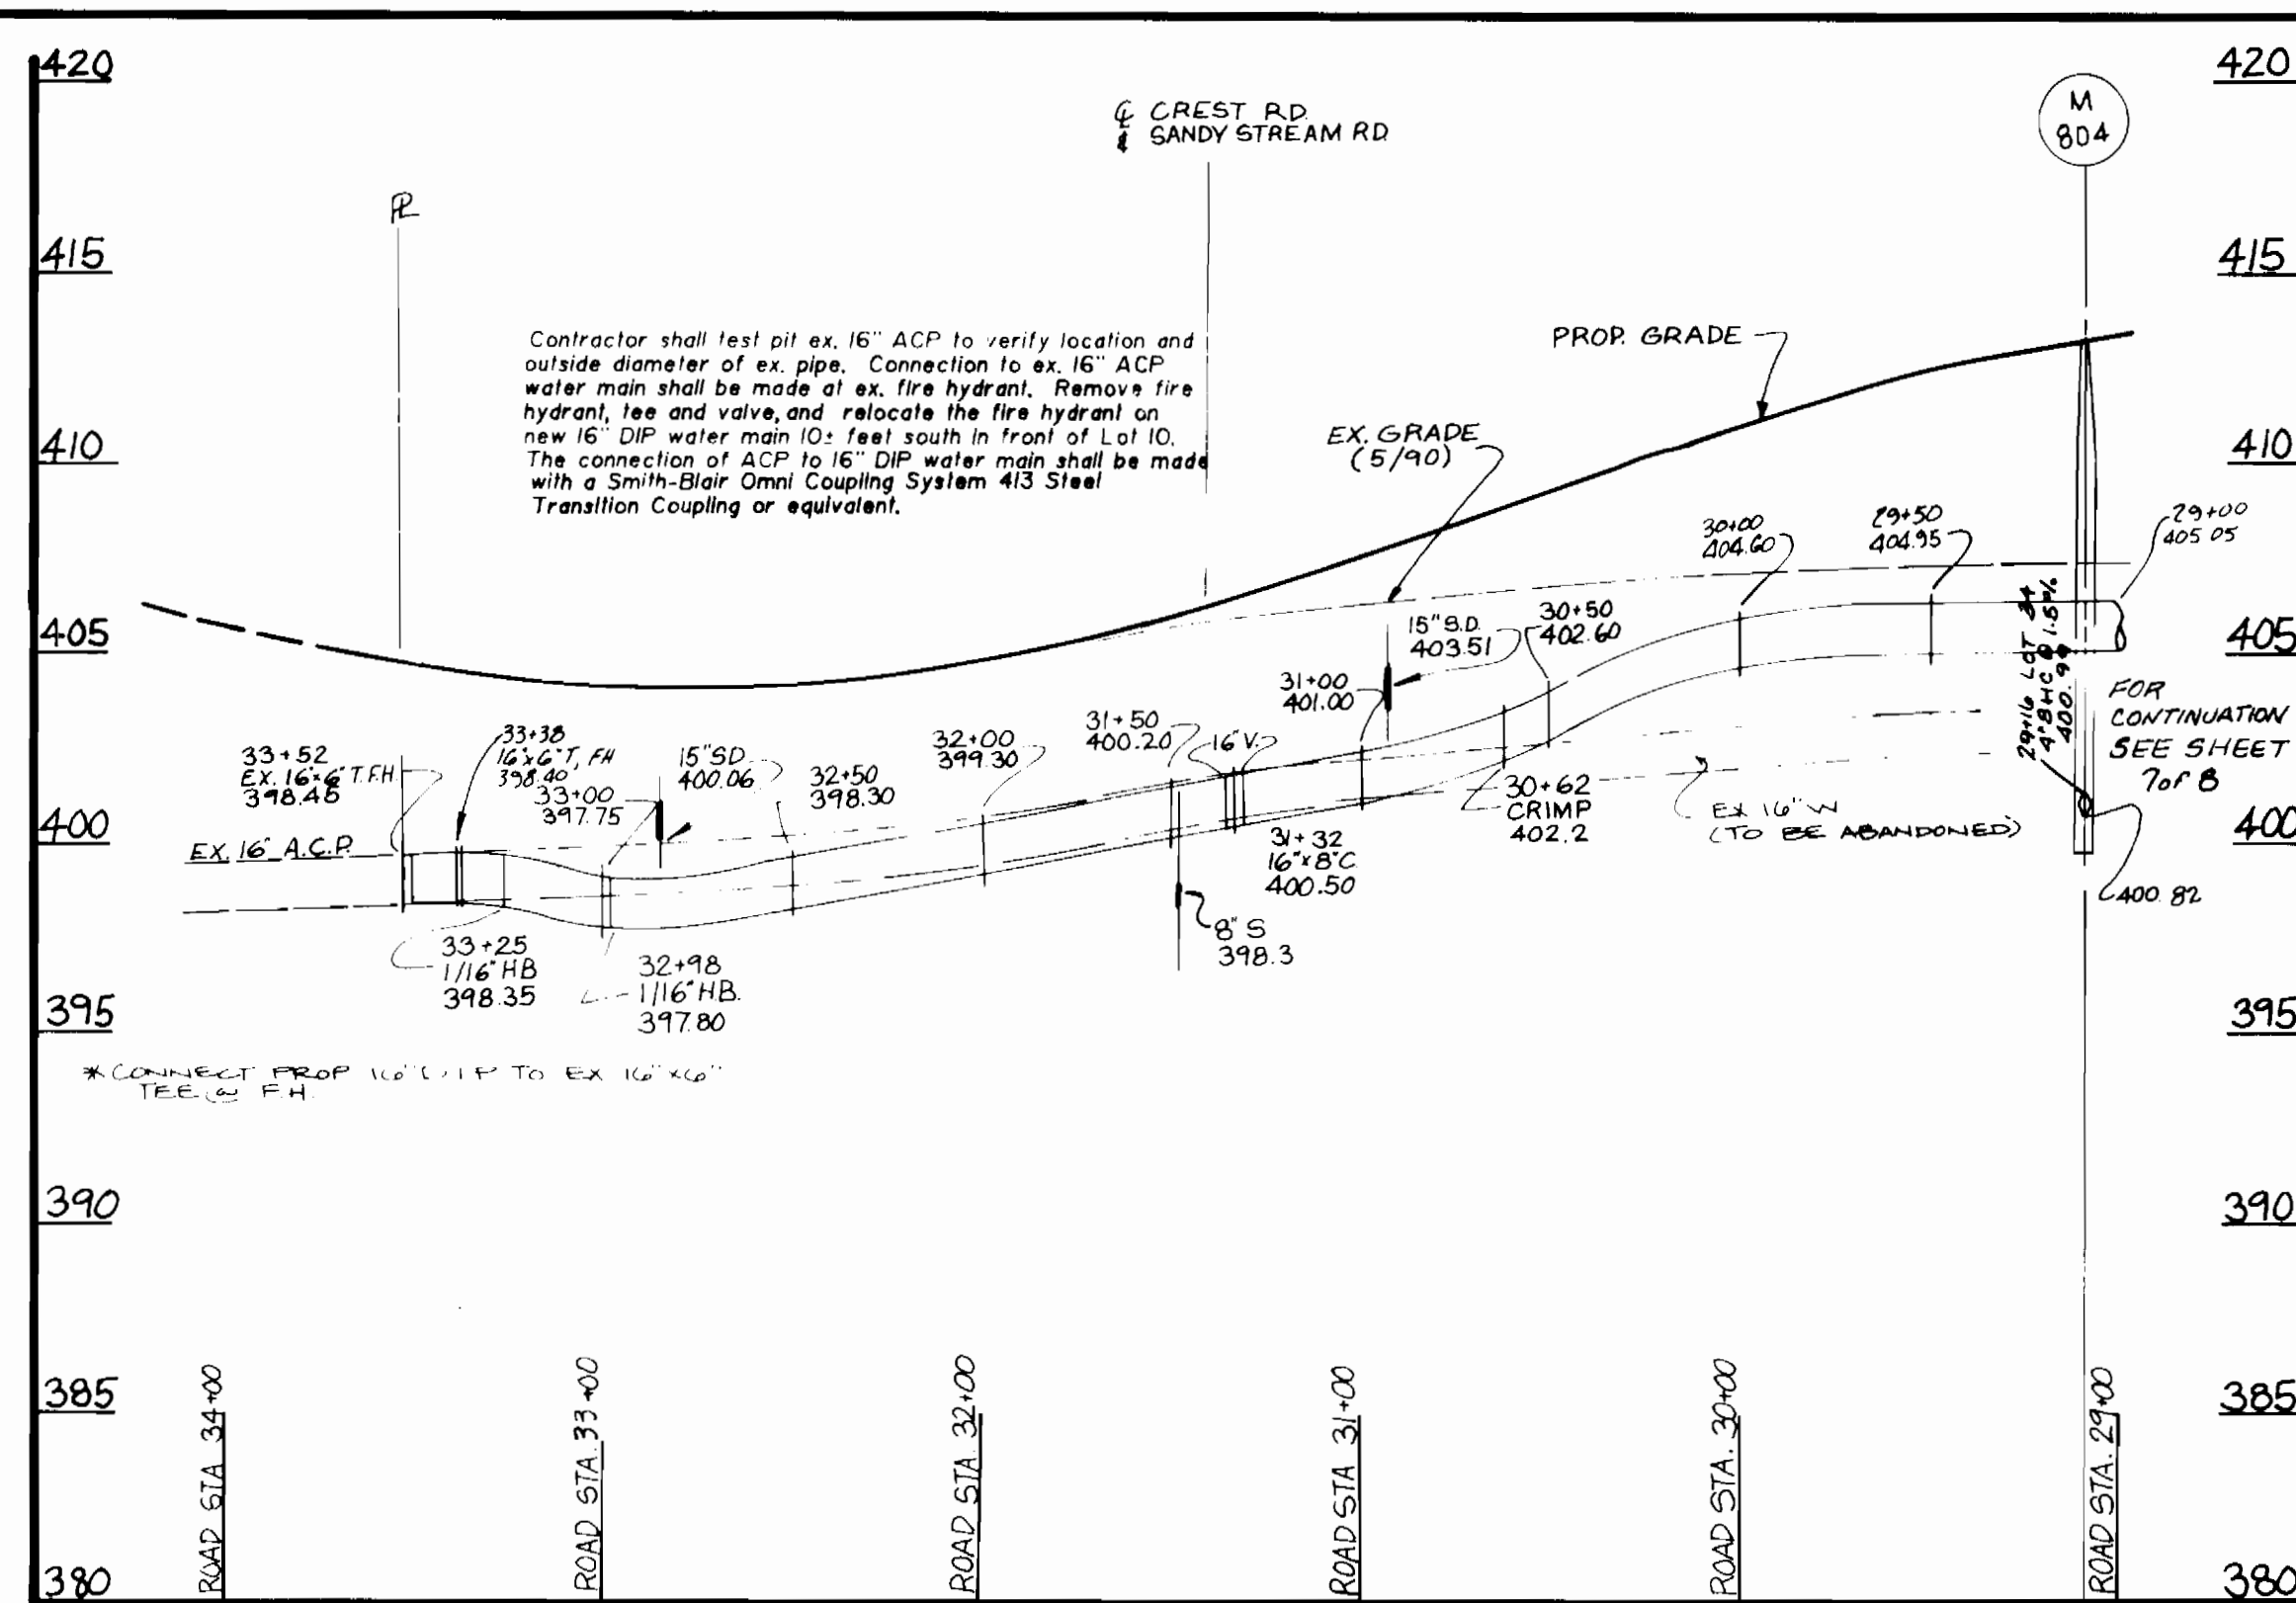 420
420
℄ CREST RD.
& SANDY STREAM RD
M
804
PL
415
415
Contractor shall test pit ex. 16" ACP to verify location and
outside diameter of ex. pipe. Connection to ex. 16" ACP
water main shall be made at ex. fire hydrant. Remove fire
hydrant, tee and valve, and relocate the fire hydrant on
new 16" DIP water main 10± feet south in front of Lot 10.
The connection of ACP to 16" DIP water main shall be made
with a Smith-Blair Omni Coupling System 413 Steel
Transition Coupling or equivalent.
PROP. GRADE
EX. GRADE
(5/90)
410
410
30+00
404.60
29+50
404.95
29+00
405 05
405
405
15" S.D.
403.51
30+50
402.60
31+00
401.00
29+16 LOT 34
4" BHC @ 1.5%
400.99
FOR
CONTINUATION
SEE SHEET
7 of 8
33+52
EX. 16"x6" T. F.H.
398.45
33+38
16"x6" T, FH
398.40
33+00
397.75
15" SD
400.06
32+50
398.30
32+00
399.30
31+50
400.20
16" V.
30+62
CRIMP
402.2
EX 16" W
(TO BE ABANDONED)
400
400
EX. 16" A.C.P.
31+32
16"x8" C
400.50
400.82
8" S
398.3
33+25
1/16" HB
398.35
32+98
1/16" H.B.
397.80
395
395
* CONNECT PROP 16" D.I.P TO EX 16"x6"
TEE @ F.H.
390
390
385
385
ROAD STA 34+00
ROAD STA. 33+00
ROAD STA. 32+00
ROAD STA 31+00
ROAD STA. 30+00
ROAD STA. 29+00
380
380